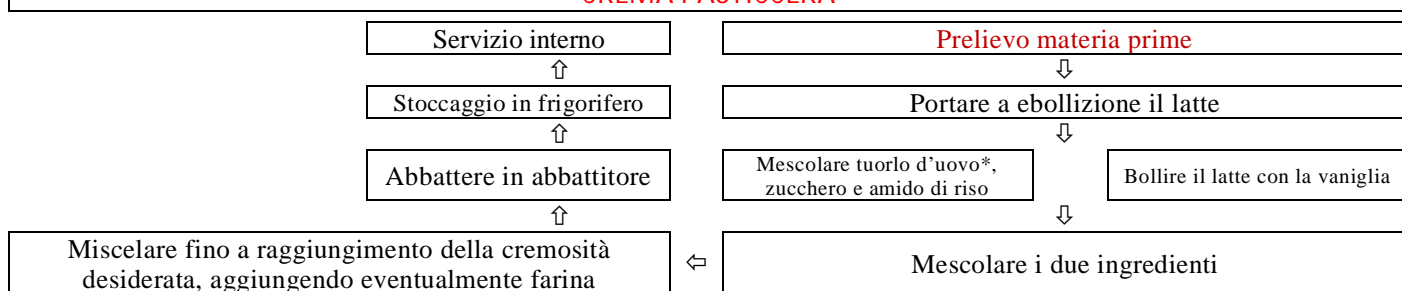 CREMA PASTICCERA
Servizio interno
Prelievo materia prime
⇧
⇩
Stoccaggio in frigorifero
Portare a ebollizione il latte
⇧
⇩
Abbattere in abbattitore
Mescolare tuorlo d’uovo*,
zucchero e amido di riso
Bollire il latte con la vaniglia
⇧
⇩
Miscelare fino a raggiungimento della cremosità
desiderata, aggiungendo eventualmente farina
⇦
Mescolare i due ingredienti